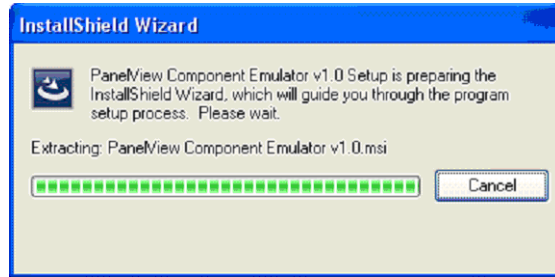 InstallShield Wizard
PanelView Component Emulator v1.0 Setup is preparing the
InstallShield Wizard, which will guide you through the program
setup process. Please wait.
Extracting: PanelView Component Emulator v1.0.msi
Cancel